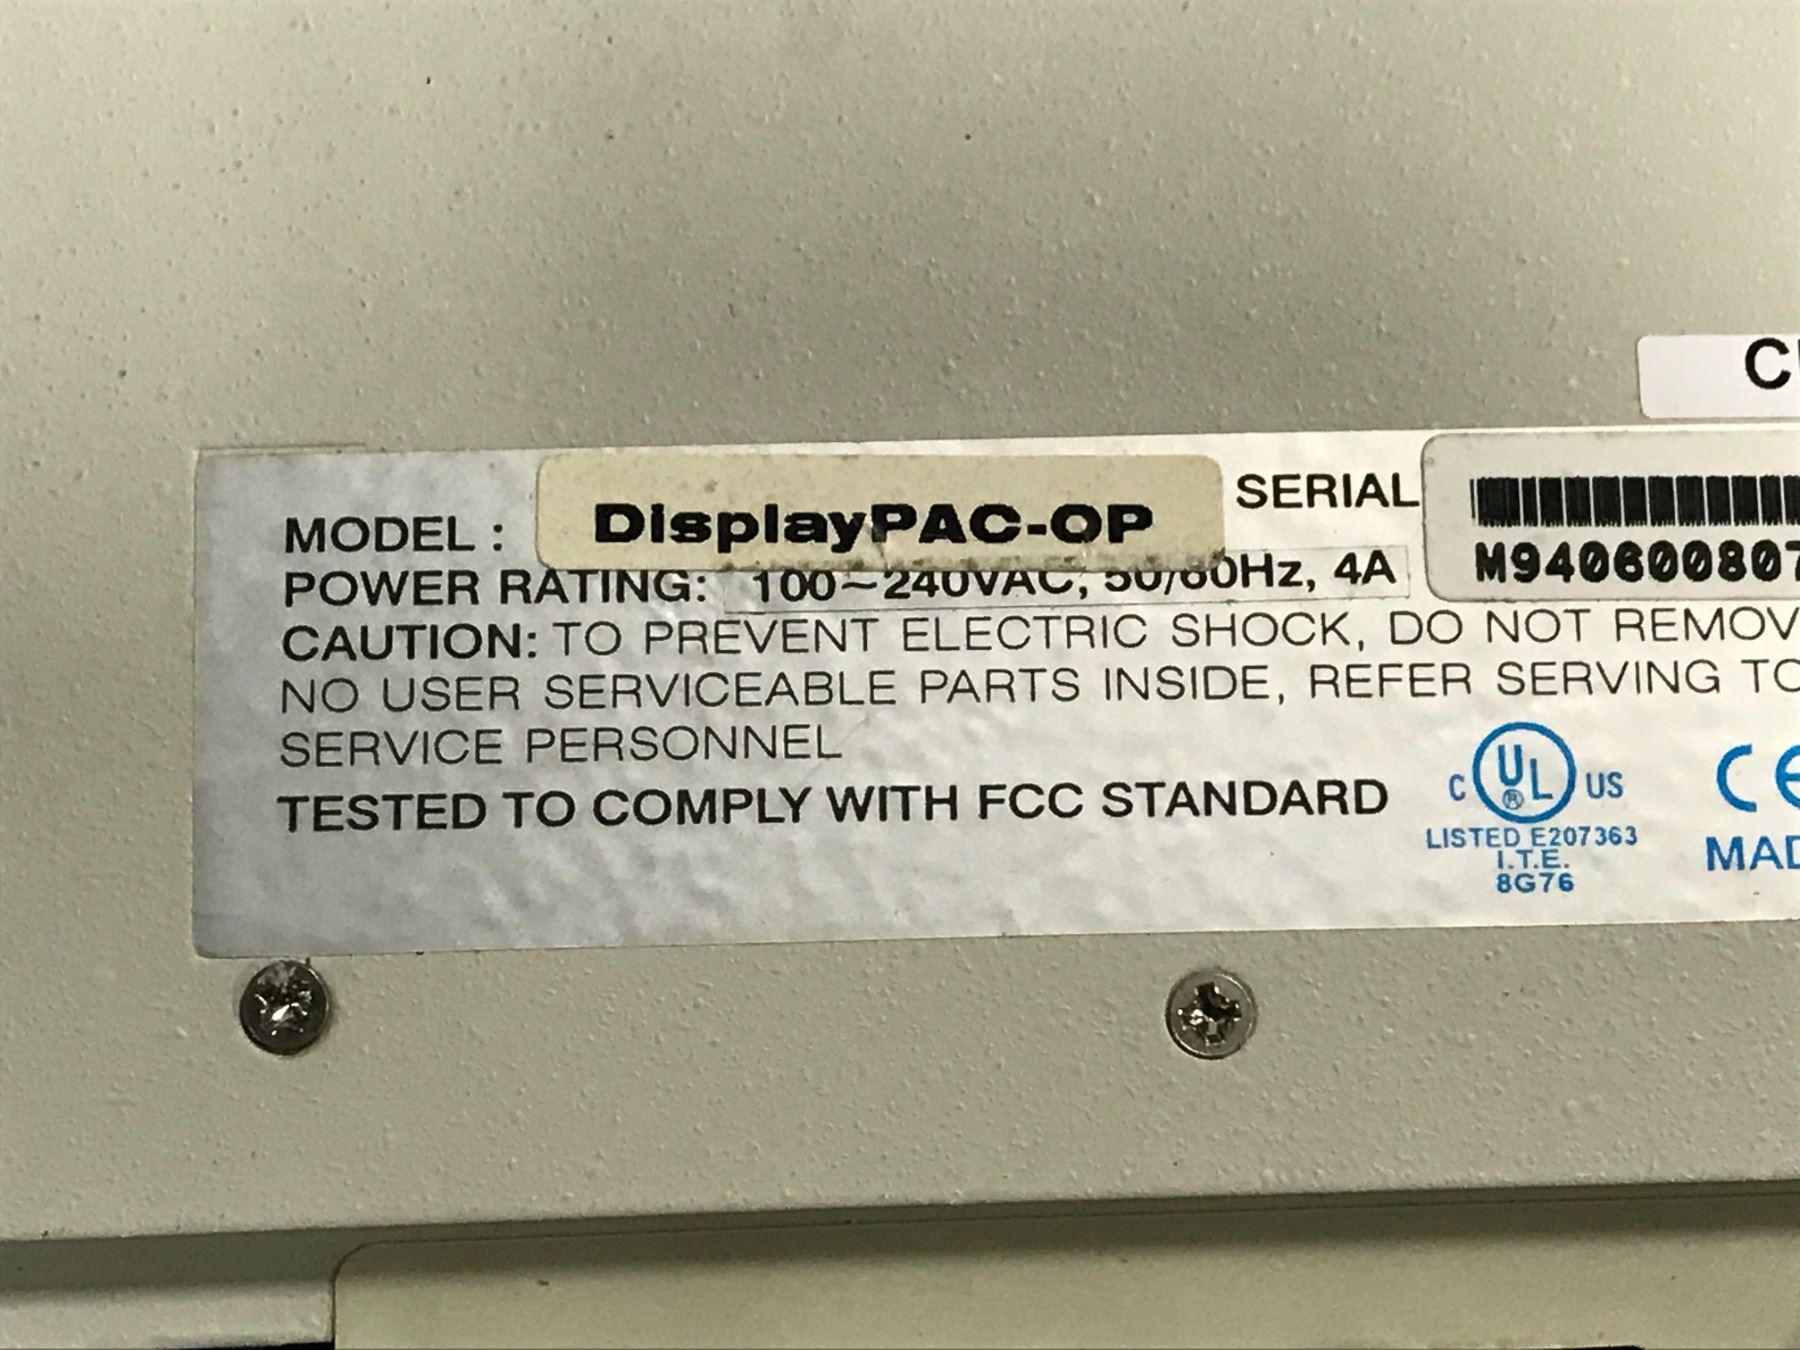 MODEL : DisplayPAC-OP SERIAL
M94060080
POWER RATING: 100~240VAC, 50/60Hz, 4A
CAUTION: TO PREVENT ELECTRIC SHOCK, DO NOT REMOV
NO USER SERVICEABLE PARTS INSIDE, REFER SERVING TO
SERVICE PERSONNEL
TESTED TO COMPLY WITH FCC STANDARD
C UL ® US
LISTED E207363
I.T.E.
8G76
CE
MAD